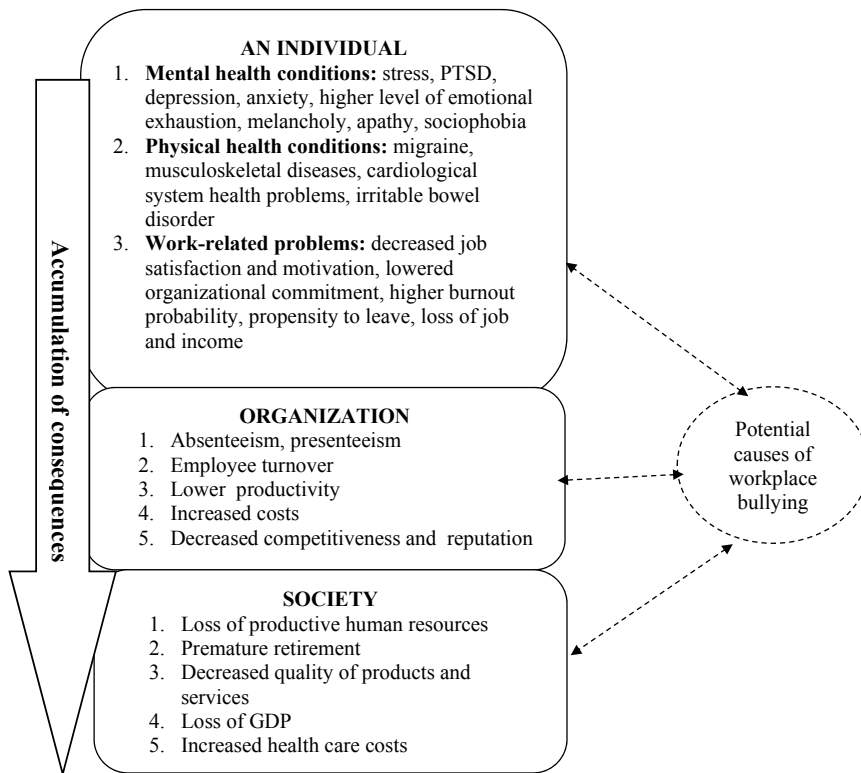 AN INDIVIDUAL
1. Mental health conditions: stress, PTSD,
depression, anxiety, higher level of emotional
exhaustion, melancholy, apathy, sociophobia
2. Physical health conditions: migraine,
musculoskeletal diseases, cardiological
system health problems, irritable bowel
disorder
3. Work-related problems: decreased job
satisfaction and motivation, lowered
organizational commitment, higher burnout
probability, propensity to leave, loss of job
and income
Accumulation of consequences
ORGANIZATION
1. Absenteeism, presenteeism
2. Employee turnover
3. Lower productivity
4. Increased costs
5. Decreased competitiveness and reputation
Potential
causes of
workplace
bullying
SOCIETY
1. Loss of productive human resources
2. Premature retirement
3. Decreased quality of products and
services
4. Loss of GDP
5. Increased health care costs